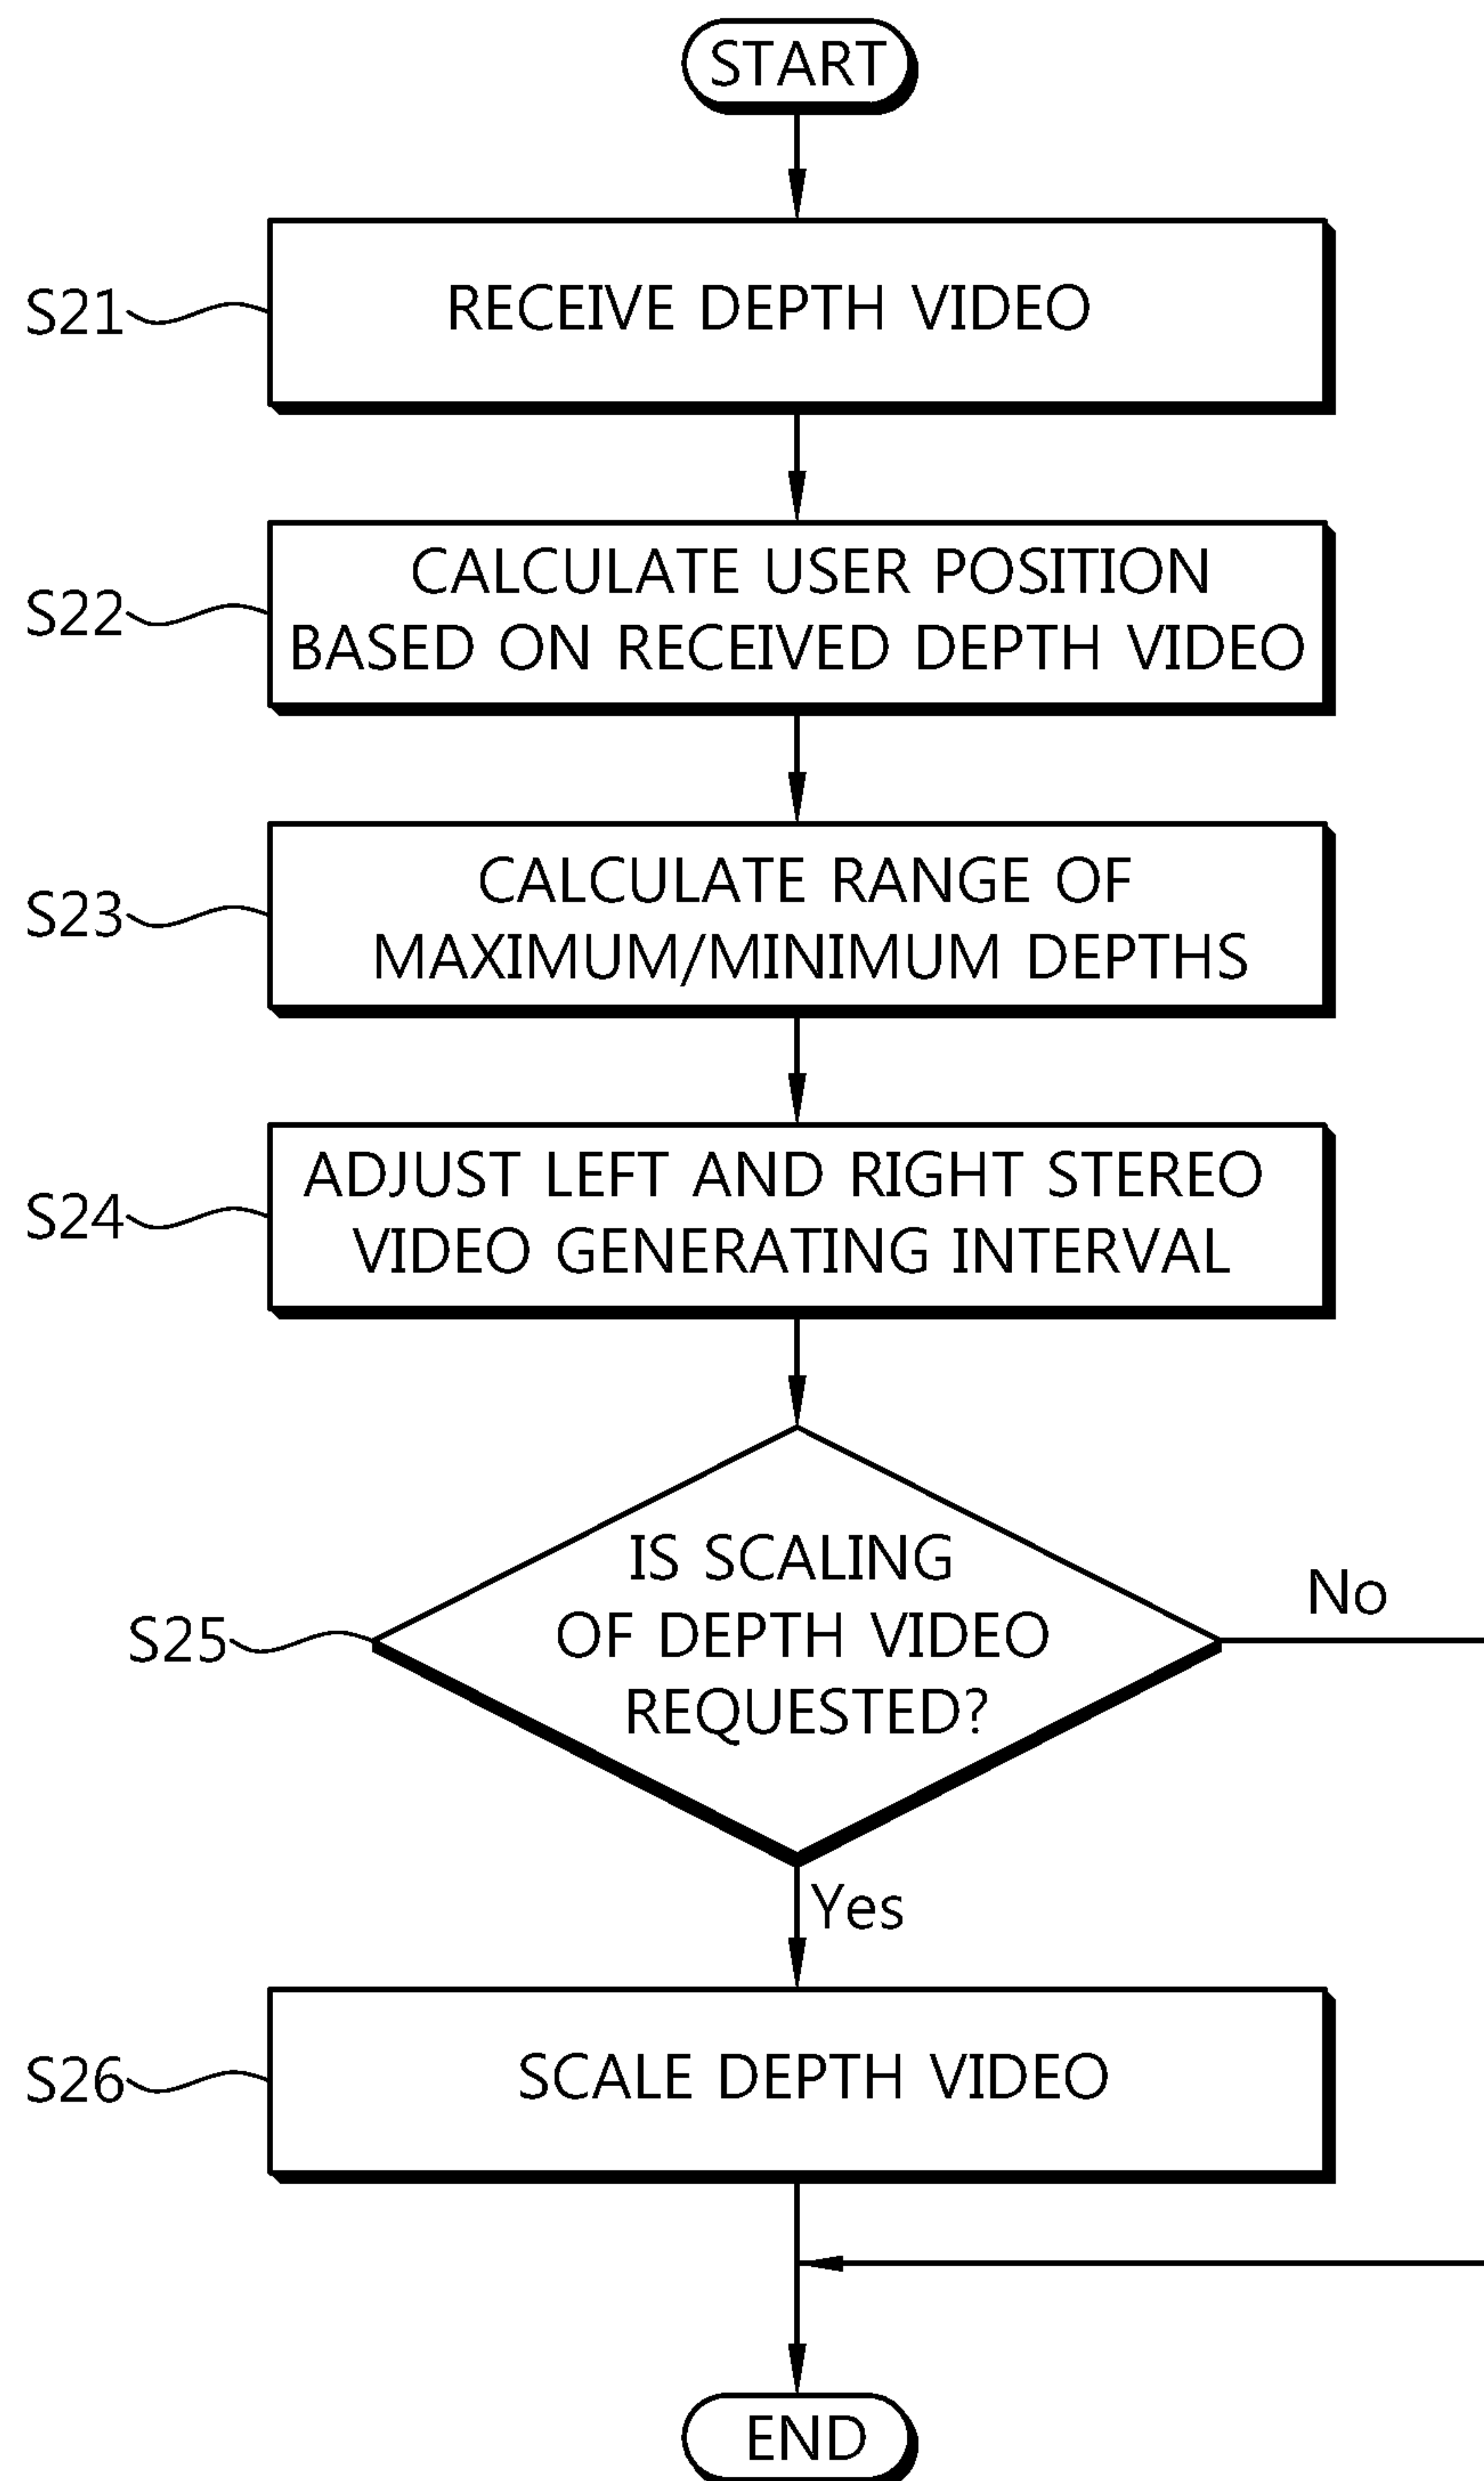 START
S21
RECEIVE DEPTH VIDEO
S22
CALCULATE USER POSITION
BASED ON RECEIVED DEPTH VIDEO
S23
CALCULATE RANGE OF
MAXIMUM/MINIMUM DEPTHS
S24
ADJUST LEFT AND RIGHT STEREO
VIDEO GENERATING INTERVAL
S25
IS SCALING
OF DEPTH VIDEO
REQUESTED?
No
Yes
S26
SCALE DEPTH VIDEO
END